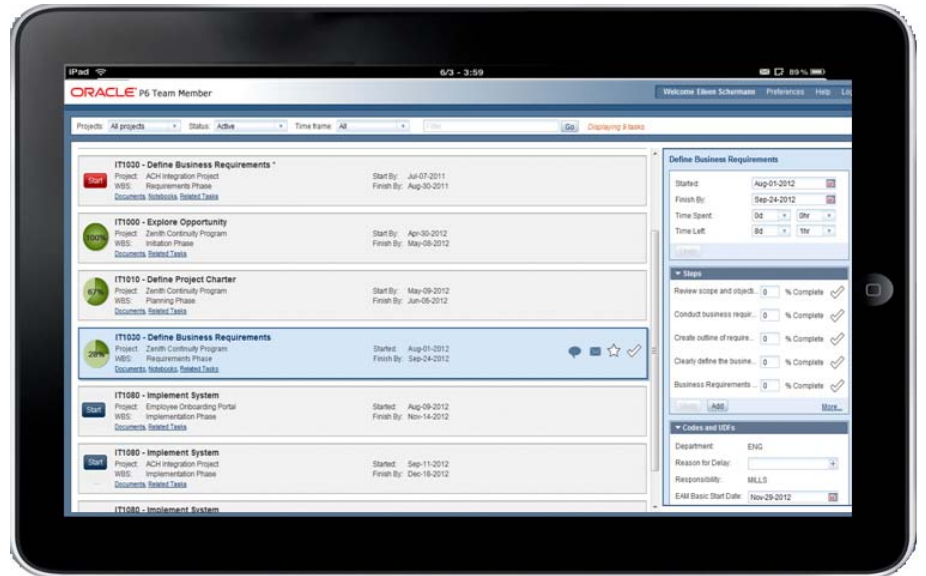 iPad 6/3 - 3:59 89%
ORACLE P6 Team Member Welcome Eileen Schermann Preferences Help
Projects: All projects Status: Active Time frame: All Filter Go Displaying 9 tasks
IT1030 - Define Business Requirements *
Start
Project: ACH Integration Project Start By: Jul-07-2011
WBS: Requirements Phase Finish By: Aug-30-2011
Documents, Notebooks, Related Tasks
IT1000 - Explore Opportunity
100%
Project: Zenith Continuity Program Start By: Apr-30-2012
WBS: Initiation Phase Finish By: May-08-2012
Documents, Related Tasks
IT1010 - Define Project Charter
67%
Project: Zenith Continuity Program Start By: May-09-2012
WBS: Planning Phase Finish By: Jun-05-2012
Documents, Related Tasks
IT1030 - Define Business Requirements
28%
Project: Zenith Continuity Program Started: Aug-01-2012
WBS: Requirements Phase Finish By: Sep-24-2012
Documents, Notebooks, Related Tasks
IT1080 - Implement System
Start
Project: Employee Onboarding Portal Started: Aug-09-2012
WBS: Implementation Phase Finish By: Nov-14-2012
Documents, Related Tasks
IT1080 - Implement System
Start
Project: ACH Integration Project Started: Sep-11-2012
WBS: Implementation Phase Finish By: Dec-18-2012
Documents, Related Tasks
IT1080 - Implement System
Define Business Requirements
Started: Aug-01-2012
Finish By: Sep-24-2012
Time Spent: 0d 0hr
Time Left: 8d 1hr
Undo
Steps
Review scope and objecti... 0 % Complete
Conduct business requir... 0 % Complete
Create outline of require... 0 % Complete
Clearly define the busine... 0 % Complete
Business Requirements ... 0 % Complete
Undo Add More...
Codes and UDFs
Department: ENG
Reason for Delay:
Responsibility: MILLS
EAM Basic Start Date: Nov-29-2012